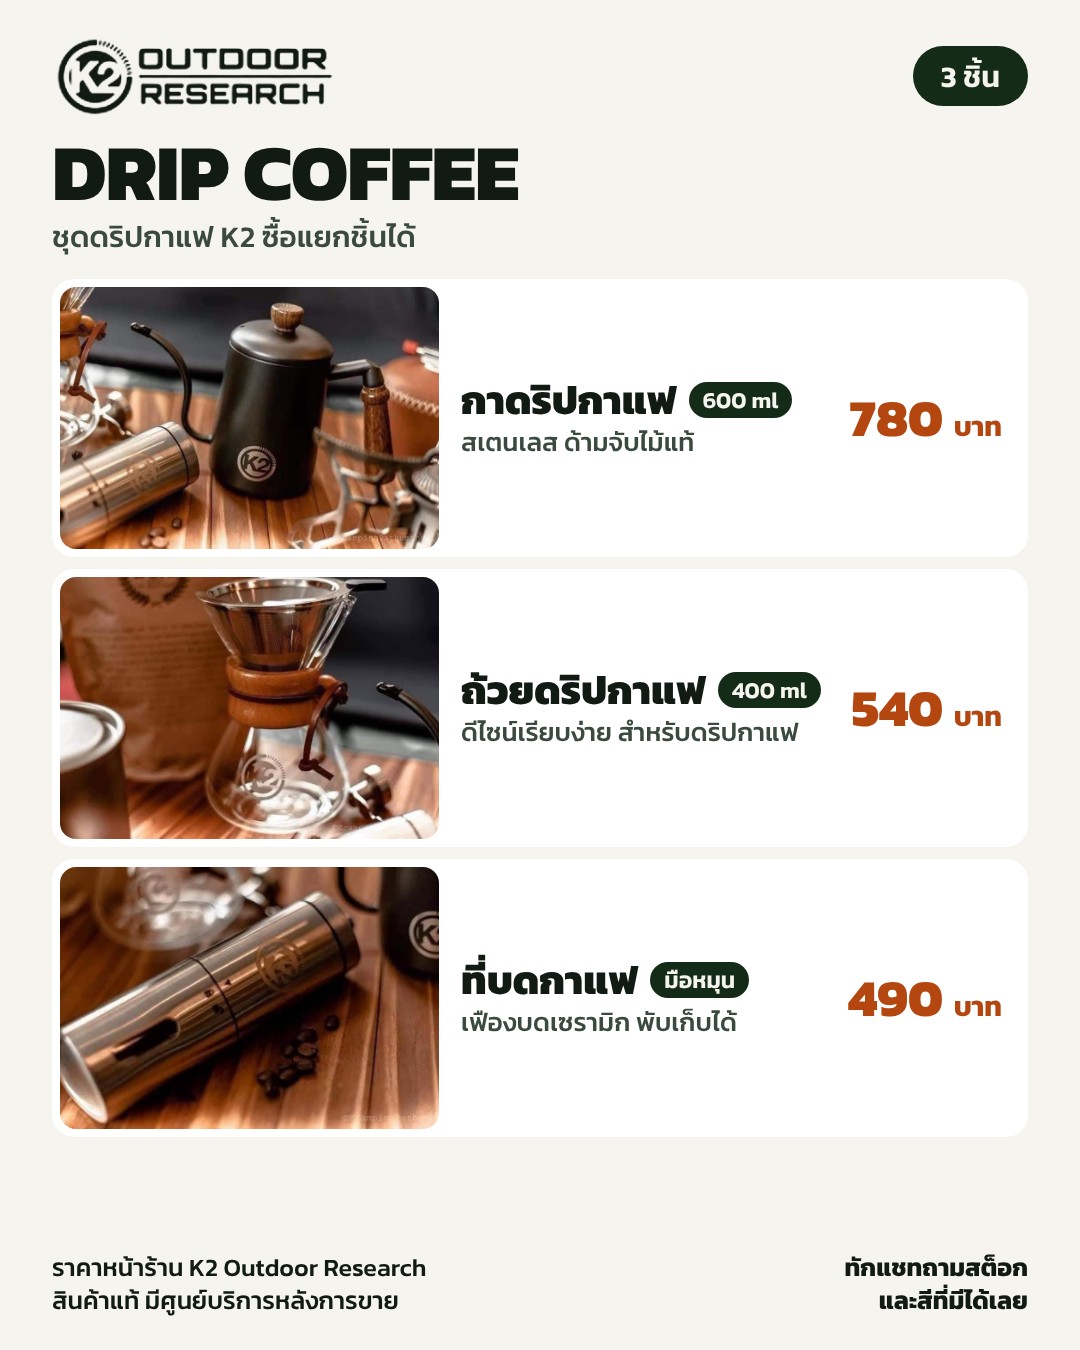 K2 OUTDOOR
RESEARCH
3 ชิ้น
DRIP COFFEE
ชุดดริปกาแฟ K2 ซื้อแยกชิ้นได้
K2
K2
กาดริปกาแฟ 600 ml
สเตนเลส ด้ามจับไม้แท้
780 บาท
K2
ถ้วยดริปกาแฟ 400 ml
ดีไซน์เรียบง่าย สำหรับดริปกาแฟ
540 บาท
K2
K2
ที่บดกาแฟ มือหมุน
เฟืองบดเซรามิก พับเก็บได้
490 บาท
ราคาหน้าร้าน K2 Outdoor Research
สินค้าแท้ มีศูนย์บริการหลังการขาย
ทักแชทถามสต็อก
และสีที่มีได้เลย